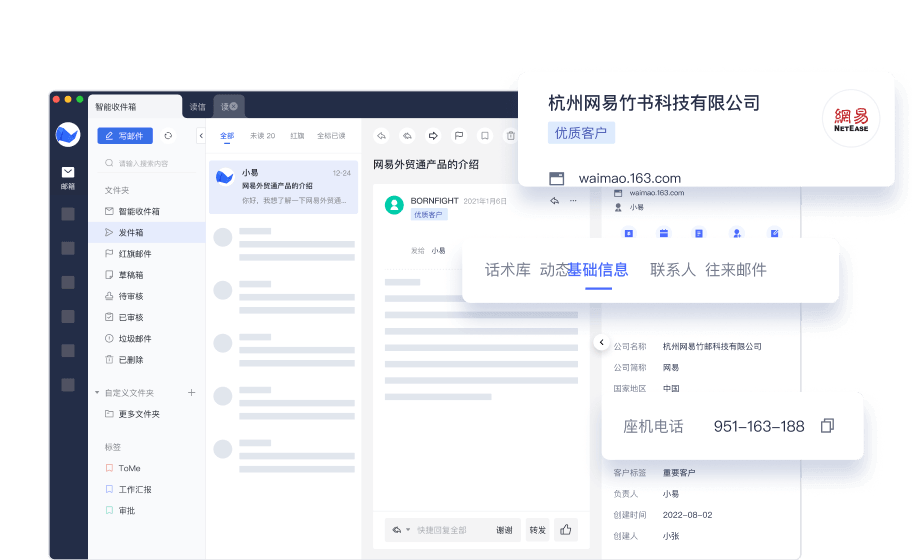 智能收件箱
读信
读
写邮件
请输入搜索内容
邮箱
文件夹
智能收件箱
发件箱
红旗邮件
草稿箱
待审核
已审核
垃圾邮件
已删除
自定义文件夹
更多文件夹
标签
ToMe
工作汇报
审批
全部
未读 20
红旗
全标已读
小易
12-24
网易外贸通产品的介绍
你好，我想了解一下网易外贸通...
网易外贸通产品的介绍
BORNFIGHT
2021年1月6日
优质客户
发给
小易
快捷回复全部
谢谢
转发
杭州网易竹书科技有限公司
优质客户
網易
NETEASE
waimao.163.com
waimao.163.com
小易
话术库
动态
基础信息
联系人
往来邮件
公司名称
杭州网易竹邮科技有限公司
公司简称
网易
国家地区
中国
座机电话
951-163-188
客户标签
重要客户
负责人
小易
创建时间
2022-08-02
创建人
小张